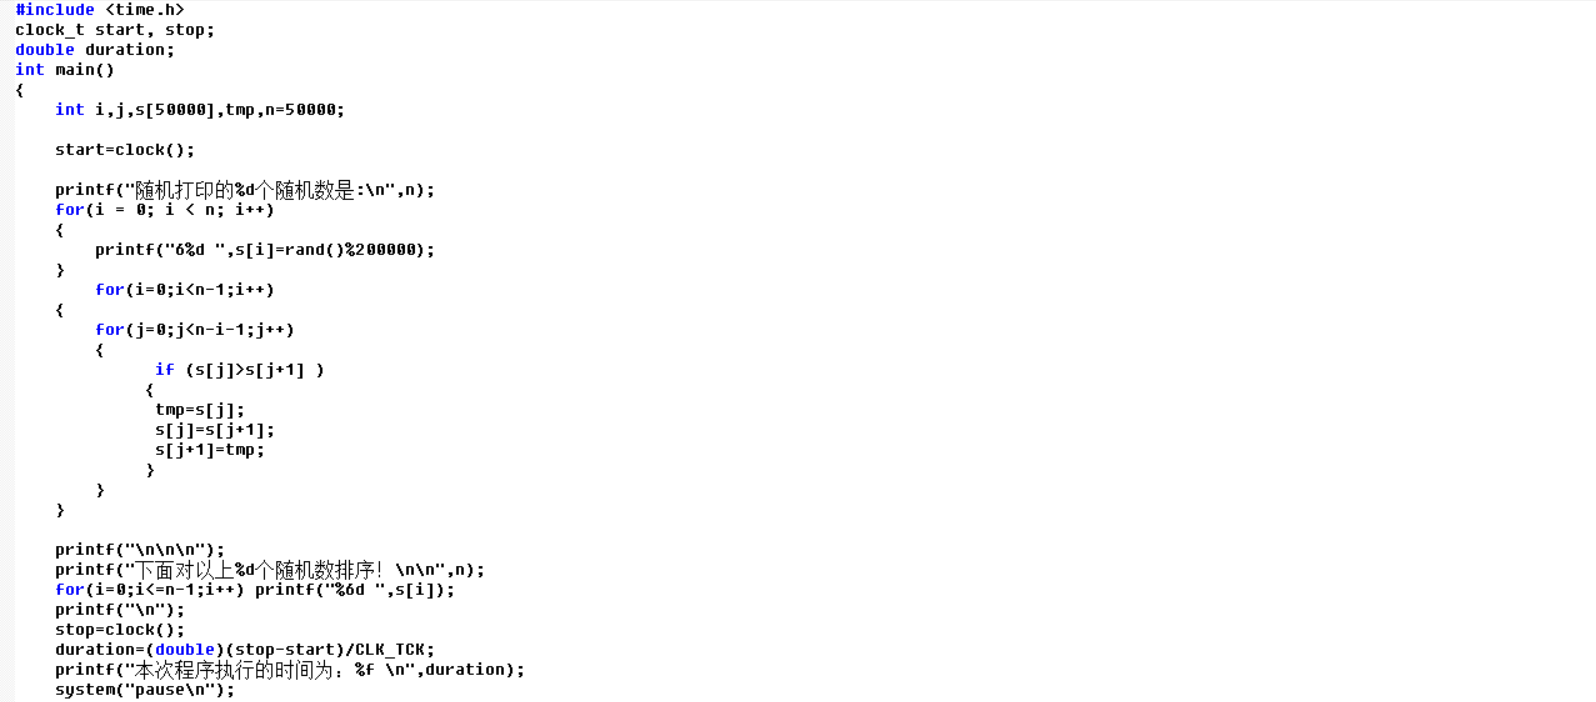 #include <time.h>
clock_t start, stop;
double duration;
int main()
{
    int i,j,s[50000],tmp,n=50000;

    start=clock();

    printf("随机打印的%d个随机数是:\n",n);
    for(i = 0; i < n; i++)
    {
        printf("6%d ",s[i]=rand()%200000);
    }
        for(i=0;i<n-1;i++)
    {
        for(j=0;j<n-i-1;j++)
        {
              if (s[j]>s[j+1] )
             {
              tmp=s[j];
              s[j]=s[j+1];
              s[j+1]=tmp;
             }
        }
    }

    printf("\n\n\n");
    printf("下面对以上%d个随机数排序! \n\n",n);
    for(i=0;i<=n-1;i++) printf("%6d ",s[i]);
    printf("\n");
    stop=clock();
    duration=(double)(stop-start)/CLK_TCK;
    printf("本次程序执行的时间为: %f \n",duration);
    system("pause\n");